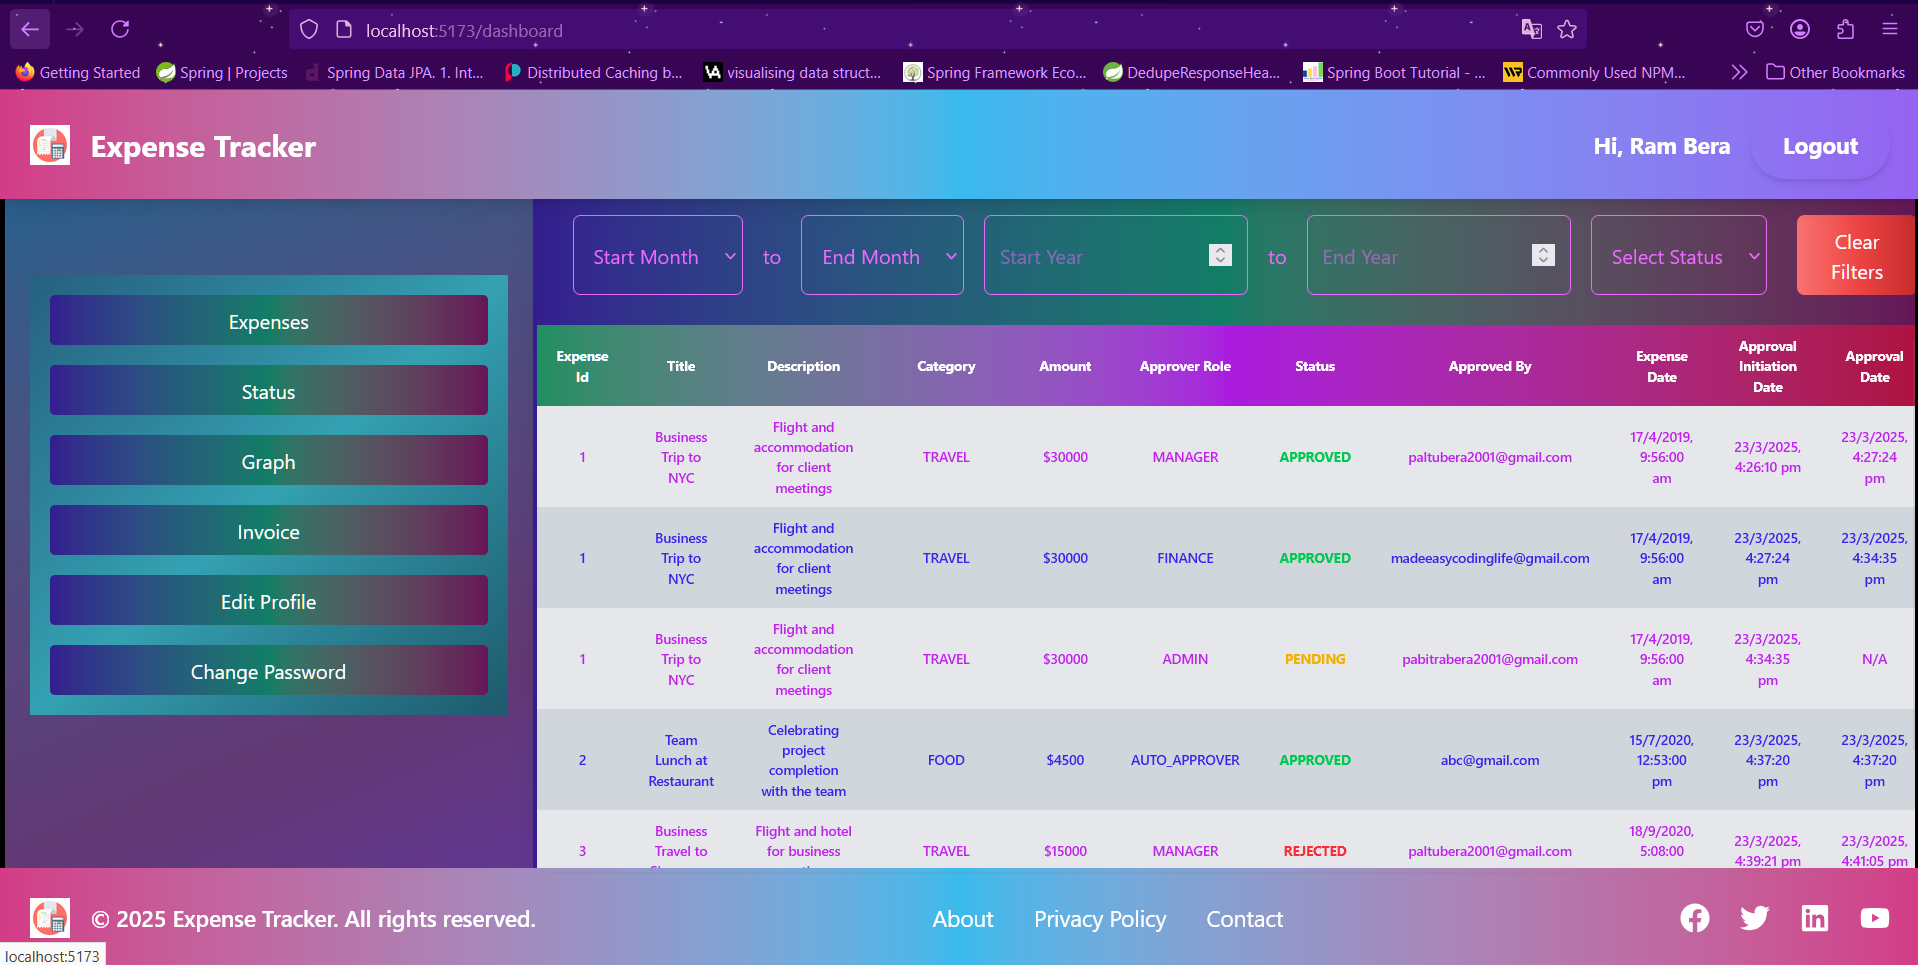 localhost:5173/dashboard
Getting Started
Spring | Projects
Spring Data JPA. 1. Int...
Distributed Caching b...
visualising data struct...
Spring Framework Eco...
DedupeResponseHea...
Spring Boot Tutorial - ...
Commonly Used NPM...
Other Bookmarks
Expense Tracker
Hi, Ram Bera
Logout
Expenses
Status
Graph
Invoice
Edit Profile
Change Password
Start Month to End Month Start Year to End Year Select Status
Clear
Filters
Expense Id Title Description Category Amount Approver Role Status Approved By Expense Date Approval Initiation Date Approval Date
1 Business Trip to NYC Flight and accommodation for client meetings TRAVEL $30000 MANAGER APPROVED paltubera2001@gmail.com 17/4/2019, 9:56:00 am 23/3/2025, 4:26:10 pm 23/3/2025, 4:27:24 pm
1 Business Trip to NYC Flight and accommodation for client meetings TRAVEL $30000 FINANCE APPROVED madeeasycodinglife@gmail.com 17/4/2019, 9:56:00 am 23/3/2025, 4:27:24 pm 23/3/2025, 4:34:35 pm
1 Business Trip to NYC Flight and accommodation for client meetings TRAVEL $30000 ADMIN PENDING pabitrabera2001@gmail.com 17/4/2019, 9:56:00 am 23/3/2025, 4:34:35 pm N/A
2 Team Lunch at Restaurant Celebrating project completion with the team FOOD $4500 AUTO_APPROVER APPROVED abc@gmail.com 15/7/2020, 12:53:00 pm 23/3/2025, 4:37:20 pm 23/3/2025, 4:37:20 pm
3 Business Travel to Flight and hotel for business TRAVEL $15000 MANAGER REJECTED paltubera2001@gmail.com 18/9/2020, 5:08:00 23/3/2025, 4:39:21 pm 23/3/2025, 4:41:05 pm
© 2025 Expense Tracker. All rights reserved.
About
Privacy Policy
Contact
localhost:5173